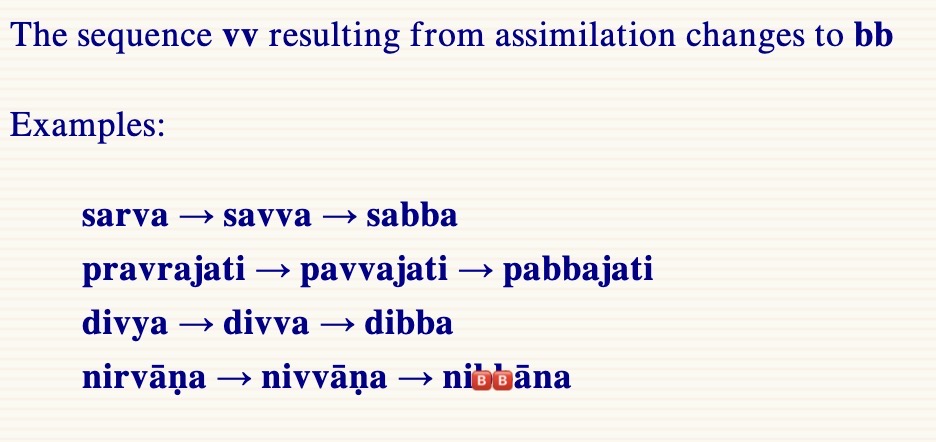 The sequence vv resulting from assimilation changes to bb
Examples:
sarva → savva → sabba
pravrajati → pavvajati → pabbajati
divya → divva → dibba
nirvāṇa → nivvāṇa → ni🅱🅱āna